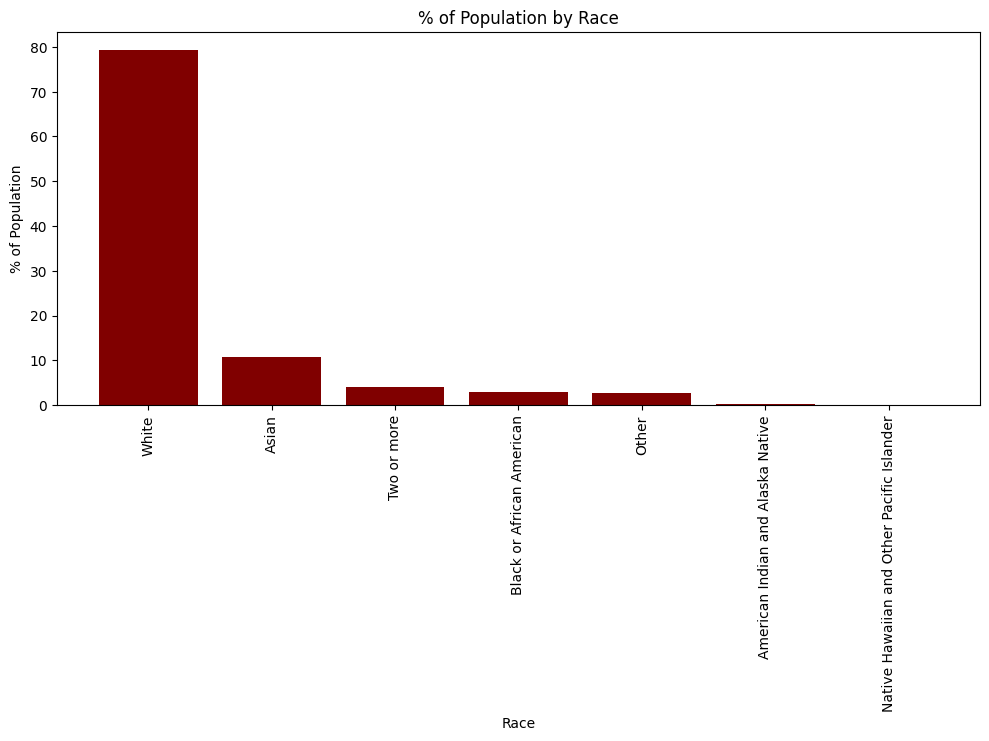 % of Population by Race
% of Population
80
70
60
50
40
30
20
10
0
White
Asian
Two or more
Black or African American
Other
American Indian and Alaska Native
Native Hawaiian and Other Pacific Islander
Race